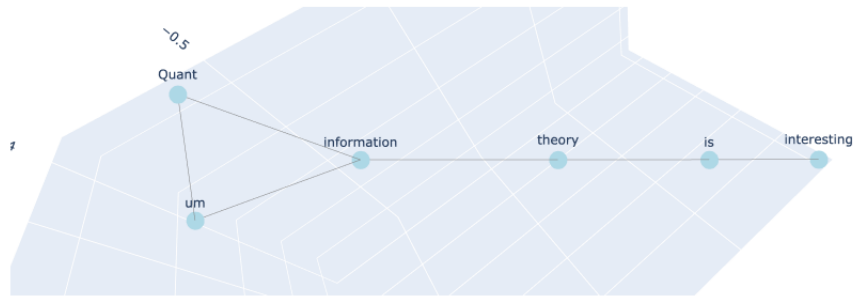 −0.5
Quant
information
theory
is
interesting
um